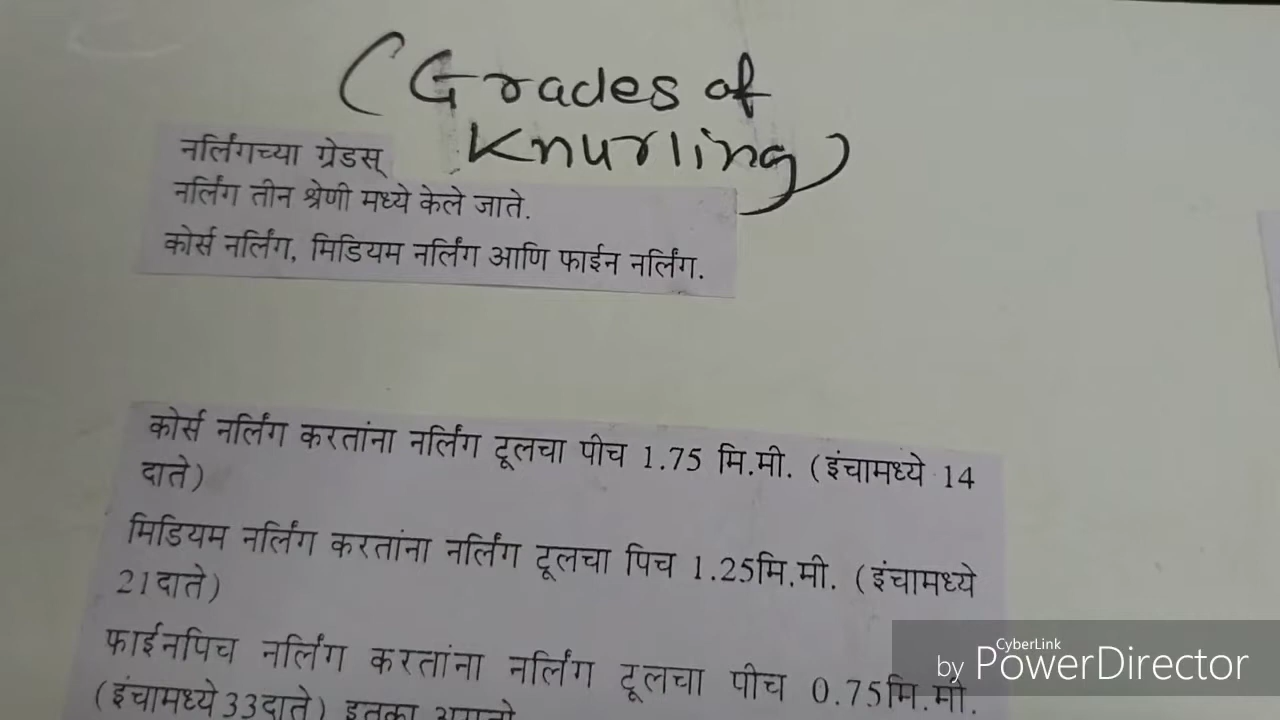 (Grades of
Knurling)
नर्लिंगच्या ग्रेडस्
नर्लिंग तीन श्रेणी मध्ये केले जाते.
कोर्स नर्लिंग, मिडियम नर्लिंग आणि फाईन नर्लिंग.
कोर्स नर्लिंग करतांना नर्लिंग टूलचा पीच 1.75 मि.मी. (इंचामध्ये 14
दाते)
मिडियम नर्लिंग करतांना नर्लिंग टूलचा पिच 1.25मि.मी. (इंचामध्ये
21दाते)
फाईनपिच नर्लिंग करतांना नर्लिंग टूलचा पीच 0.75मि.मी.
(इंचामध्ये 33दाते) इतका
CyberLink
by PowerDirector